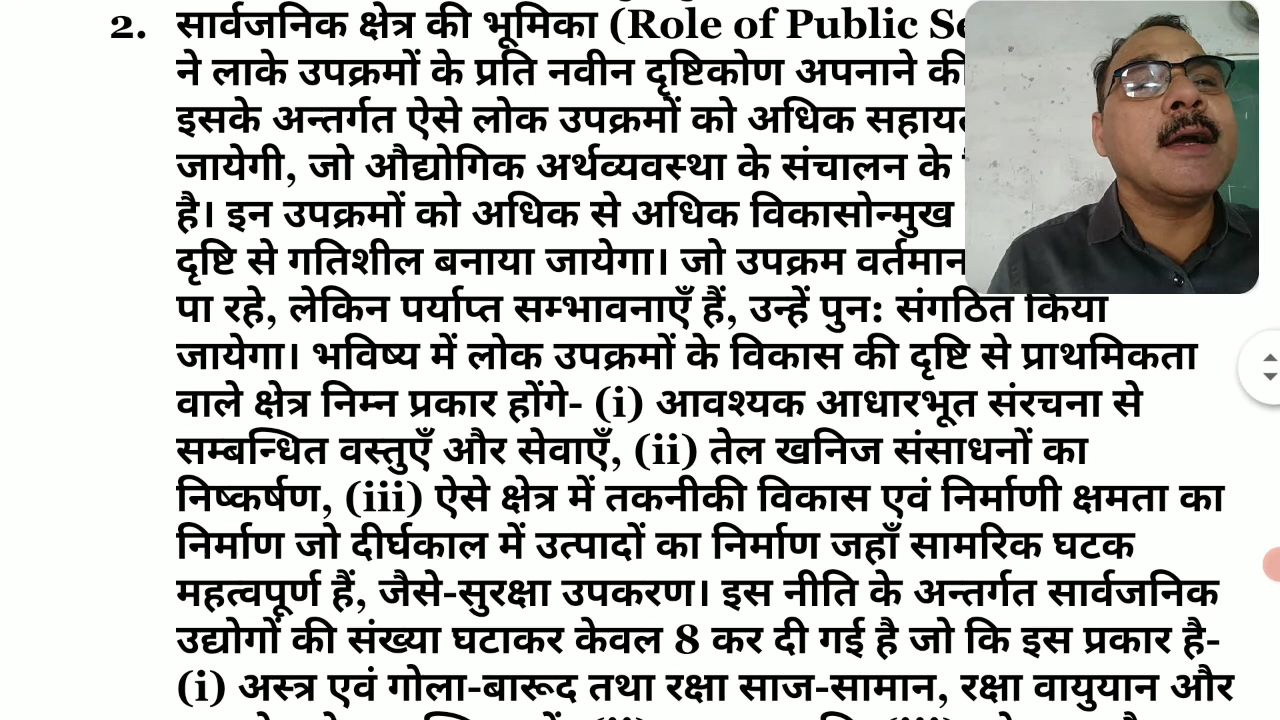 2. सार्वजनिक क्षेत्र की भूमिका (Role of Public
ने लाके उपक्रमों के प्रति नवीन दृष्टिकोण अपनाने की
इसके अन्तर्गत ऐसे लोक उपक्रमों को अधिक
जायेगी, जो औद्योगिक अर्थव्यवस्था के संचालन के
है। इन उपक्रमों को अधिक से अधिक विकासोन्मुख
दृष्टि से गतिशील बनाया जायेगा। जो उपक्रम वर्तमान
पा रहे, लेकिन पर्याप्त सम्भावनाएँ हैं, उन्हें पुन: संगठित किया
जायेगा। भविष्य में लोक उपक्रमों के विकास की दृष्टि से प्राथमिकता
वाले क्षेत्र निम्न प्रकार होंगे- (i) आवश्यक आधारभूत संरचना से
सम्बन्धित वस्तुएँ और सेवाएँ, (ii) तेल खनिज संसाधनों का
निष्कर्षण, (iii) ऐसे क्षेत्र में तकनीकी विकास एवं निर्माणी क्षमता का
निर्माण जो दीर्घकाल में उत्पादों का निर्माण जहाँ सामरिक घटक
महत्वपूर्ण हैं, जैसे-सुरक्षा उपकरण। इस नीति के अन्तर्गत सार्वजनिक
उद्योगों की संख्या घटाकर केवल 8 कर दी गई है जो कि इस प्रकार है-
(i) अस्त्र एवं गोला-बारूद तथा रक्षा साज-सामान, रक्षा वायुयान और